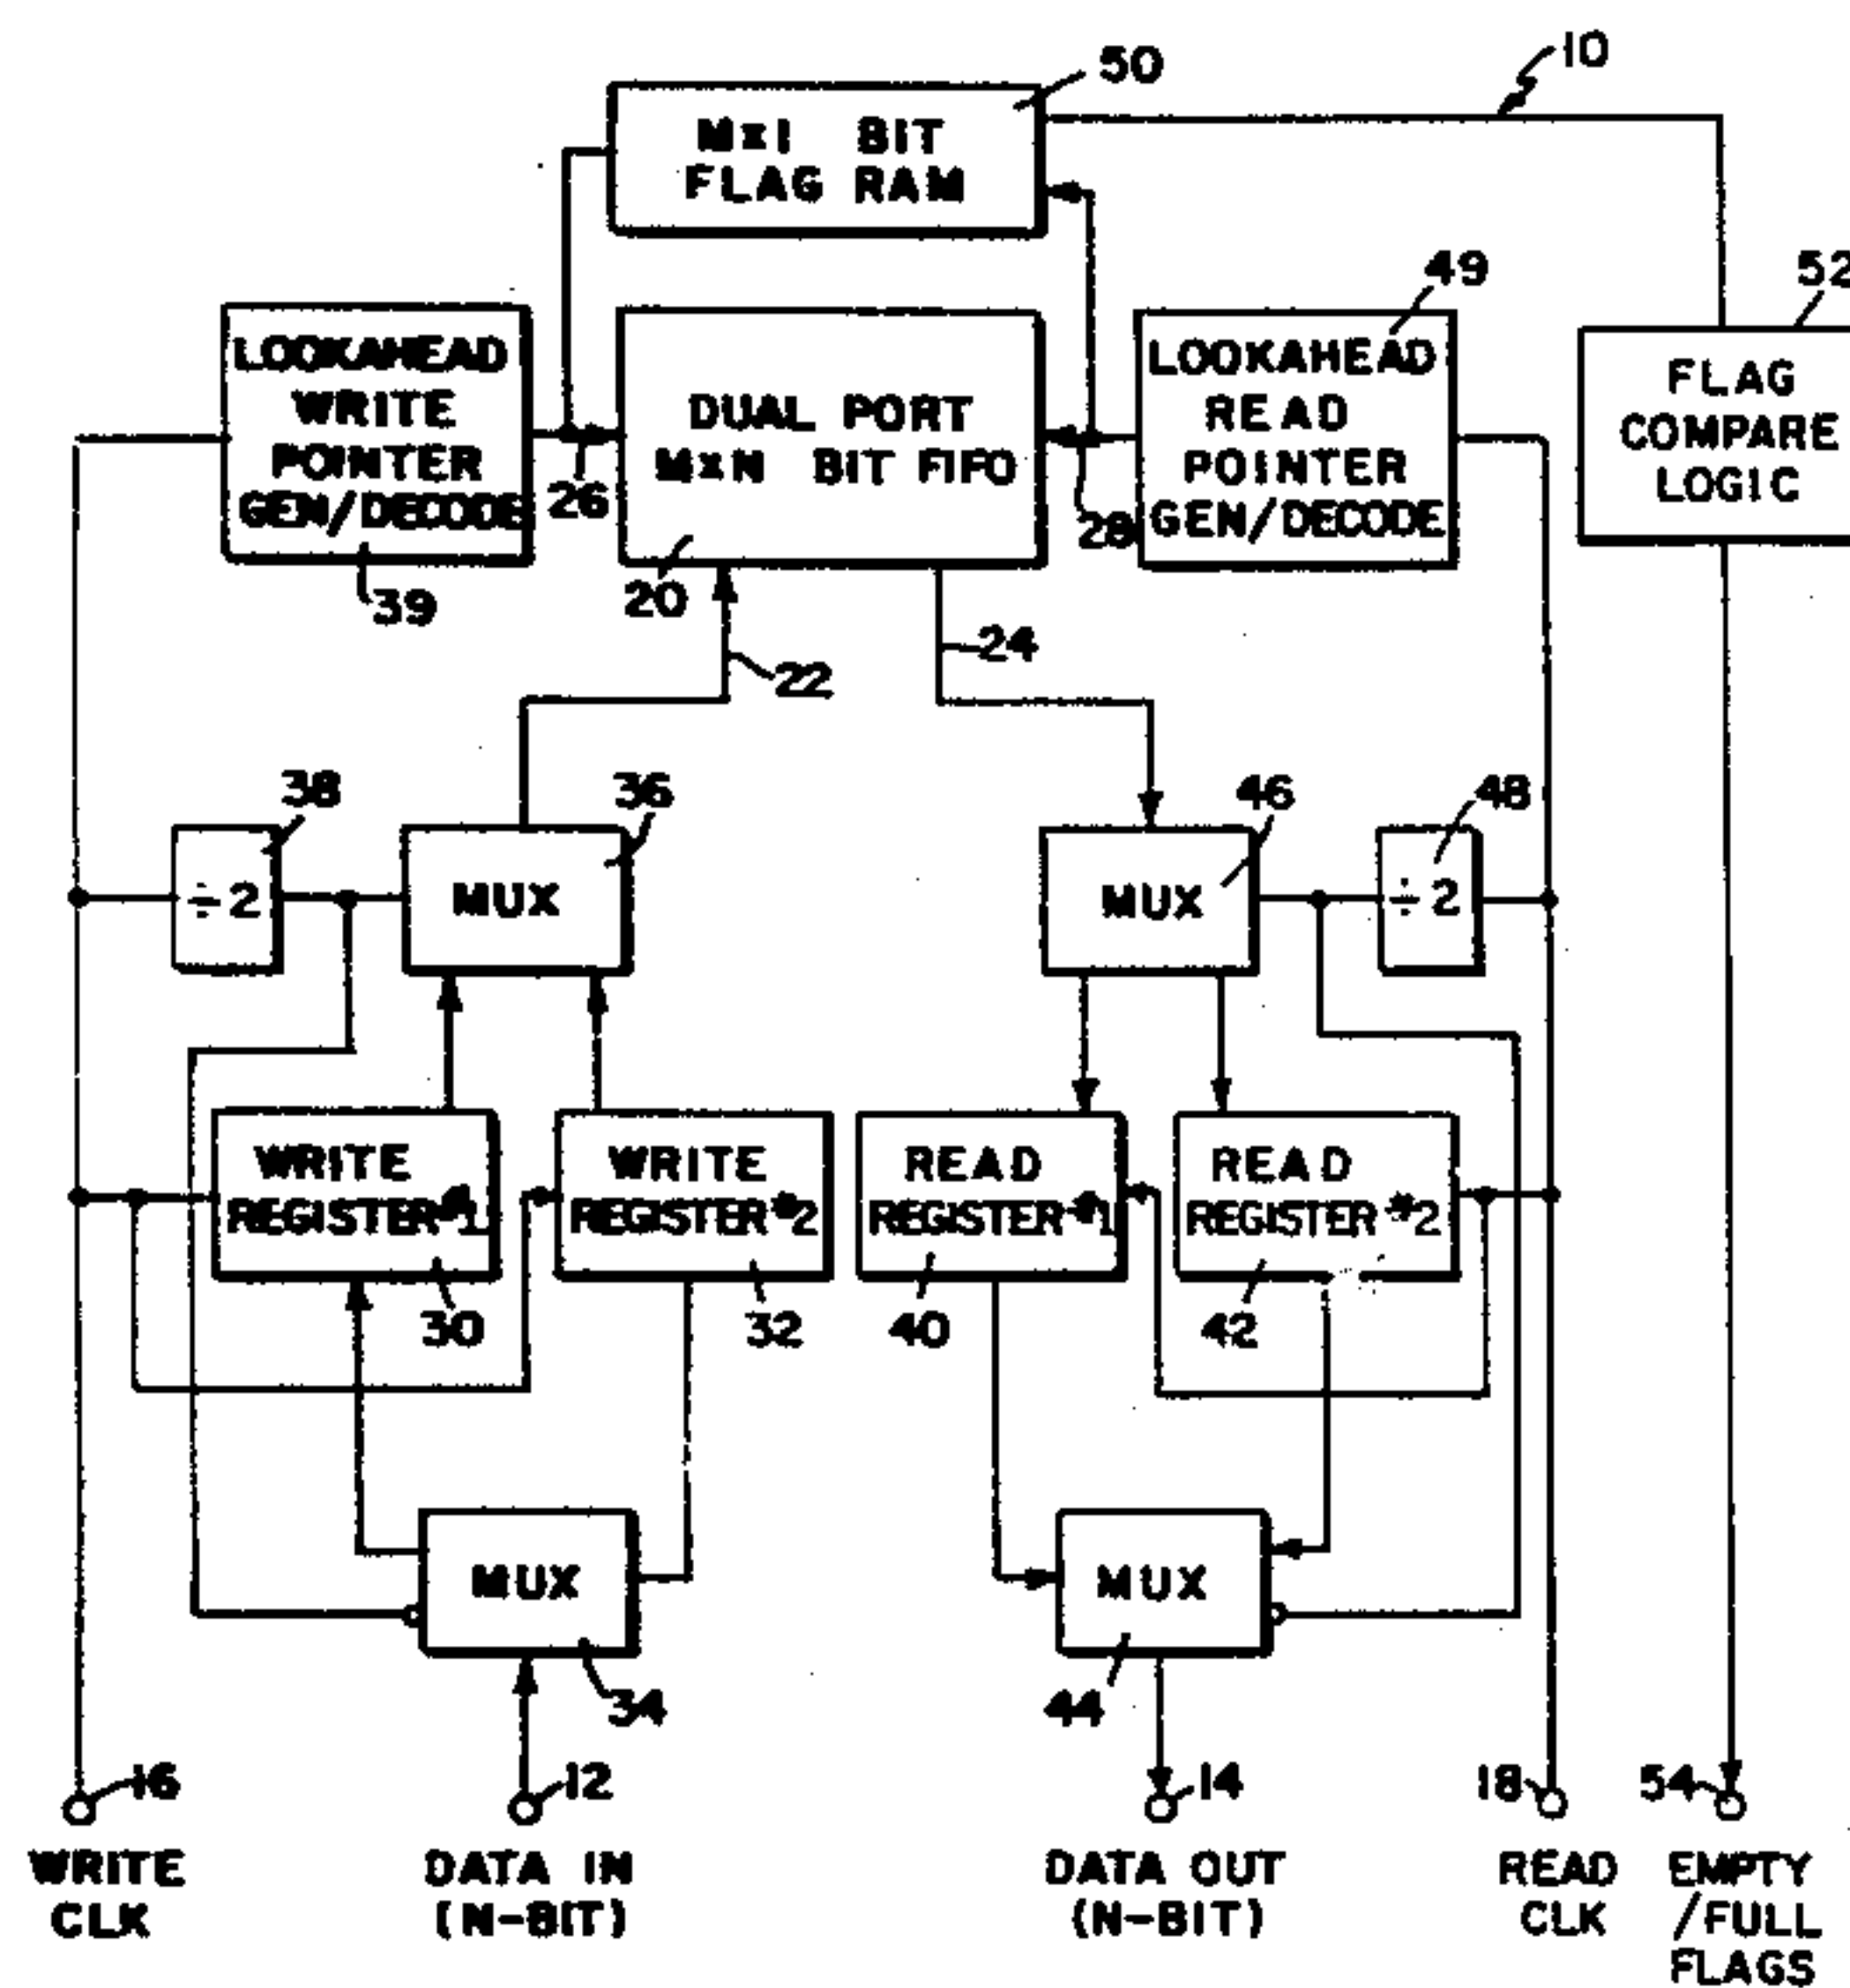 10
50
M×1 BIT
FLAG RAM
49
52
LOOKAHEAD
WRITE
POINTER
GEN/DECODE
39
26
DUAL PORT
M×N BIT FIFO
20
28
LOOKAHEAD
READ
POINTER
GEN/DECODE
FLAG
COMPARE
LOGIC
22
24
38
÷2
36
MUX
46
MUX
48
÷2
WRITE
REGISTER #1
30
WRITE
REGISTER #2
32
READ
REGISTER #1
40
READ
REGISTER #2
42
MUX
34
MUX
44
16
WRITE
CLK
12
DATA IN
(N-BIT)
14
DATA OUT
(N-BIT)
18
READ
CLK
54
EMPTY
/FULL
FLAGS